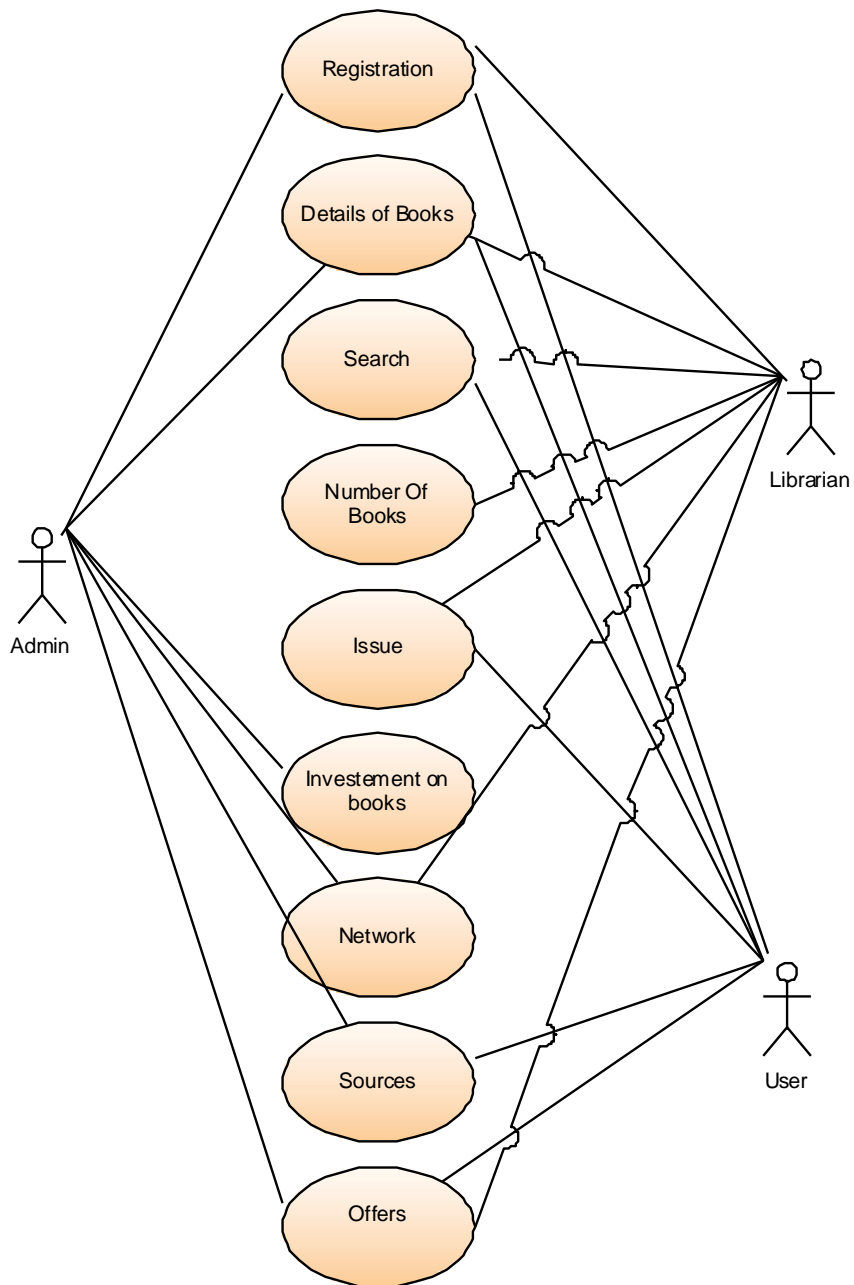 Registration
Details of Books
Search
Number Of
Books
Librarian
Admin
Issue
Investement on
books
Network
Sources
User
Offers